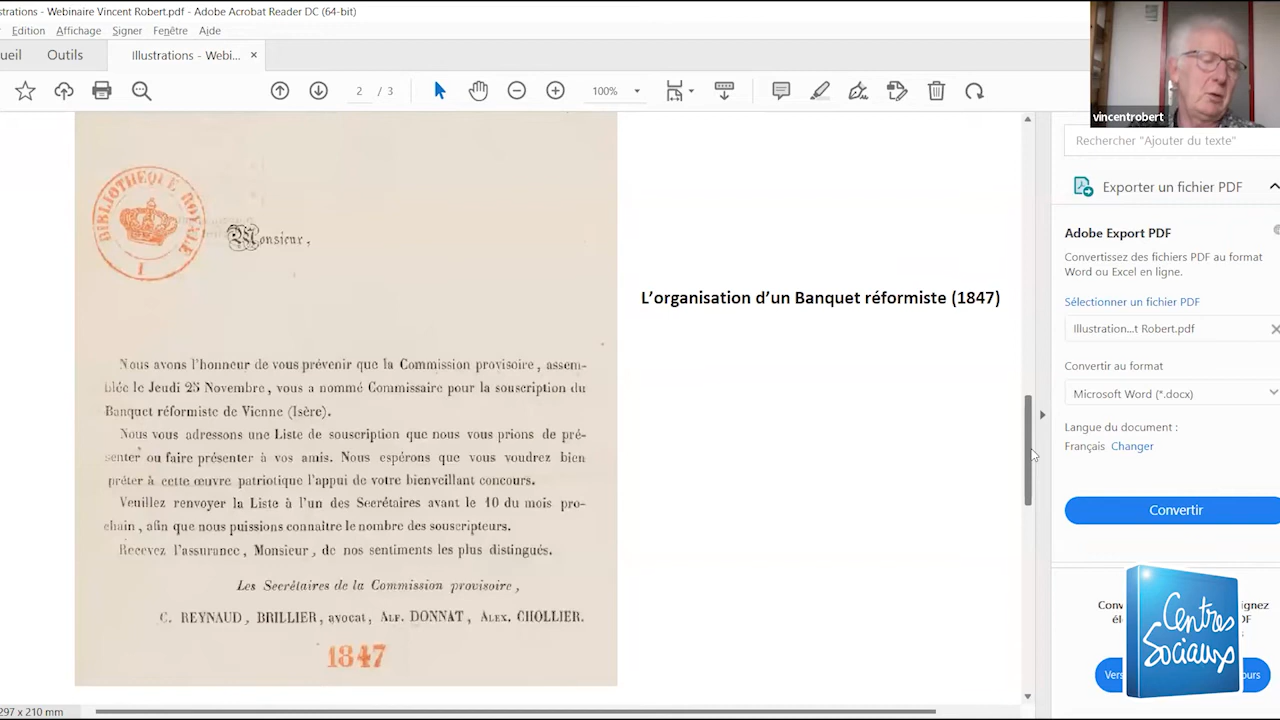 strations - Webinaire Vincent Robert.pdf - Adobe Acrobat Reader DC (64-bit)
Edition Affichage Signer Fenêtre Aide
ueil Outils Illustrations - Webi... ×
2 / 3 100%
vincentrobert
Rechercher "Ajouter du texte"
Exporter un fichier PDF
Adobe Export PDF
Convertissez des fichiers PDF au format
Word ou Excel en ligne.
Sélectionner un fichier PDF
Illustration...t Robert.pdf
Convertir au format
Microsoft Word (*.docx)
Langue du document :
Français Changer
Convertir
Conv
ignez
él
DF
Vers
ours
Centres
Sociaux
BIBLIOTHEQUE ROYALE
I
Monsieur,
L'organisation d'un Banquet réformiste (1847)
Nous avons l'honneur de vous prévenir que la Commission provisoire, assem-
blée le Jeudi 25 Novembre, vous a nommé Commissaire pour la souscription du
Banquet réformiste de Vienne (Isère).
Nous vous adressons une Liste de souscription que nous vous prions de pré-
senter ou faire présenter à vos amis. Nous espérons que vous voudrez bien
prêter à cette œuvre patriotique l'appui de votre bienveillant concours.
Veuillez renvoyer la Liste à l'un des Secrétaires avant le 10 du mois pro-
chain, afin que nous puissions connaître le nombre des souscripteurs.
Recevez l'assurance, Monsieur, de nos sentiments les plus distingués.
Les Secrétaires de la Commission provisoire,
C. REYNAUD, BRILLIER, avocat, ALF. DONNAT, ALEX. CHOLLIER.
1847
297 x 210 mm